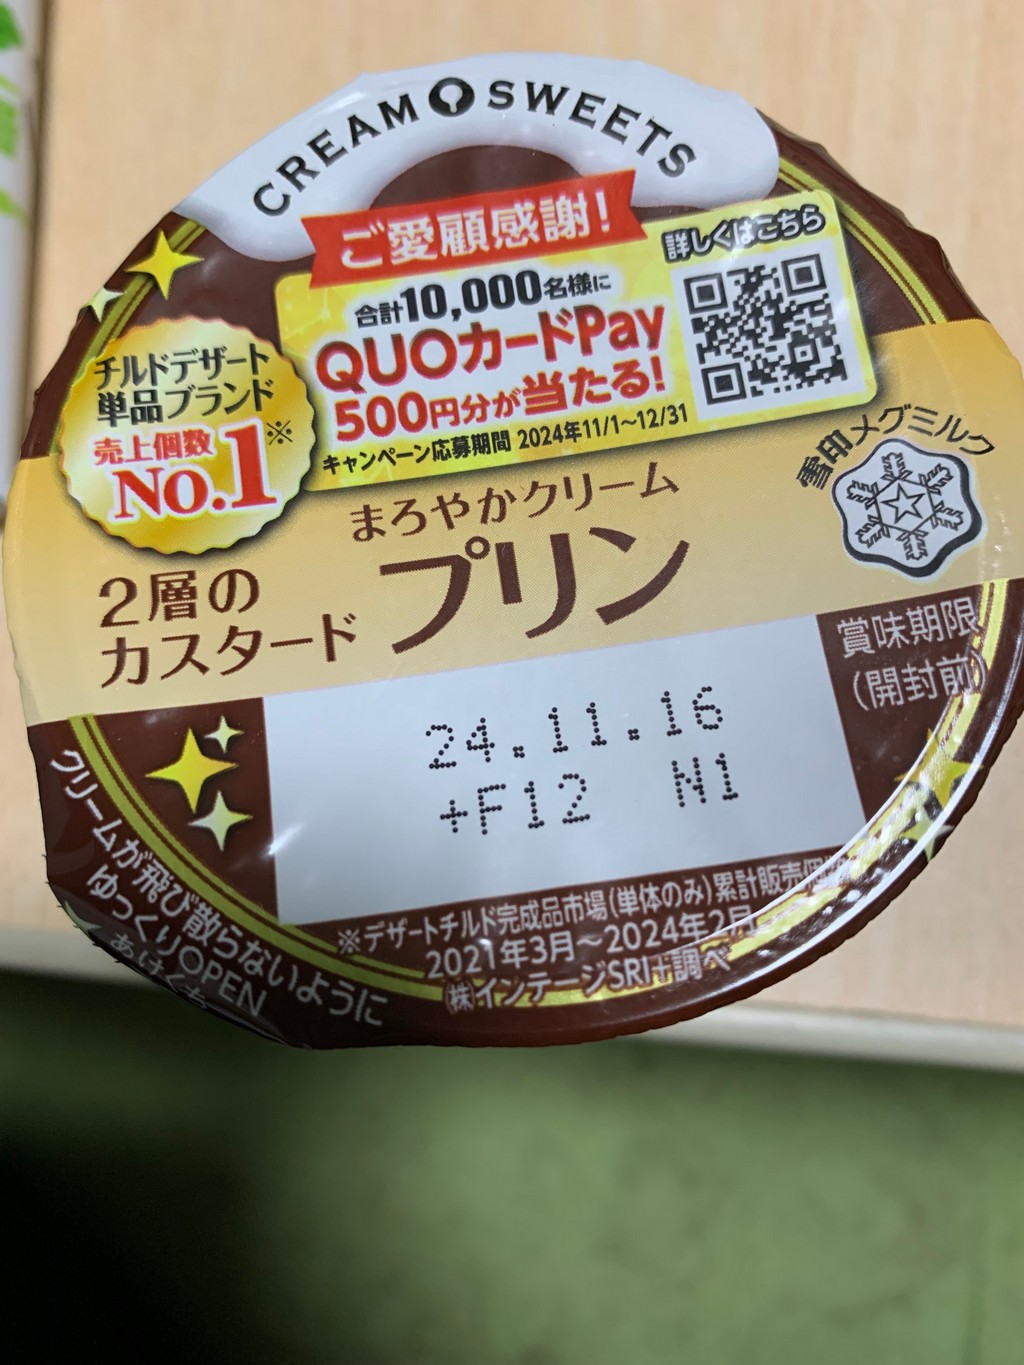 CREAM SWEETS
ご愛顧感謝!
詳しくはこちら
合計10,000名様に
QUOカードPay
500円分が当たる!
キャンペーン応募期間 2024年11/1~12/31
チルドデザート
単品ブランド
売上個数
No.1※
雪印メグミルク
まろやかクリーム
プリン
2層の
カスタード
賞味期限
(開封前)
24.11.16
+F12 N1
※デザートチルド完成品市場(単体のみ)累計販売個数
2021年3月~2024年2月
㈱インテージSRI+調べ
クリームが飛び散らないように
ゆっくりOPEN
あけくち